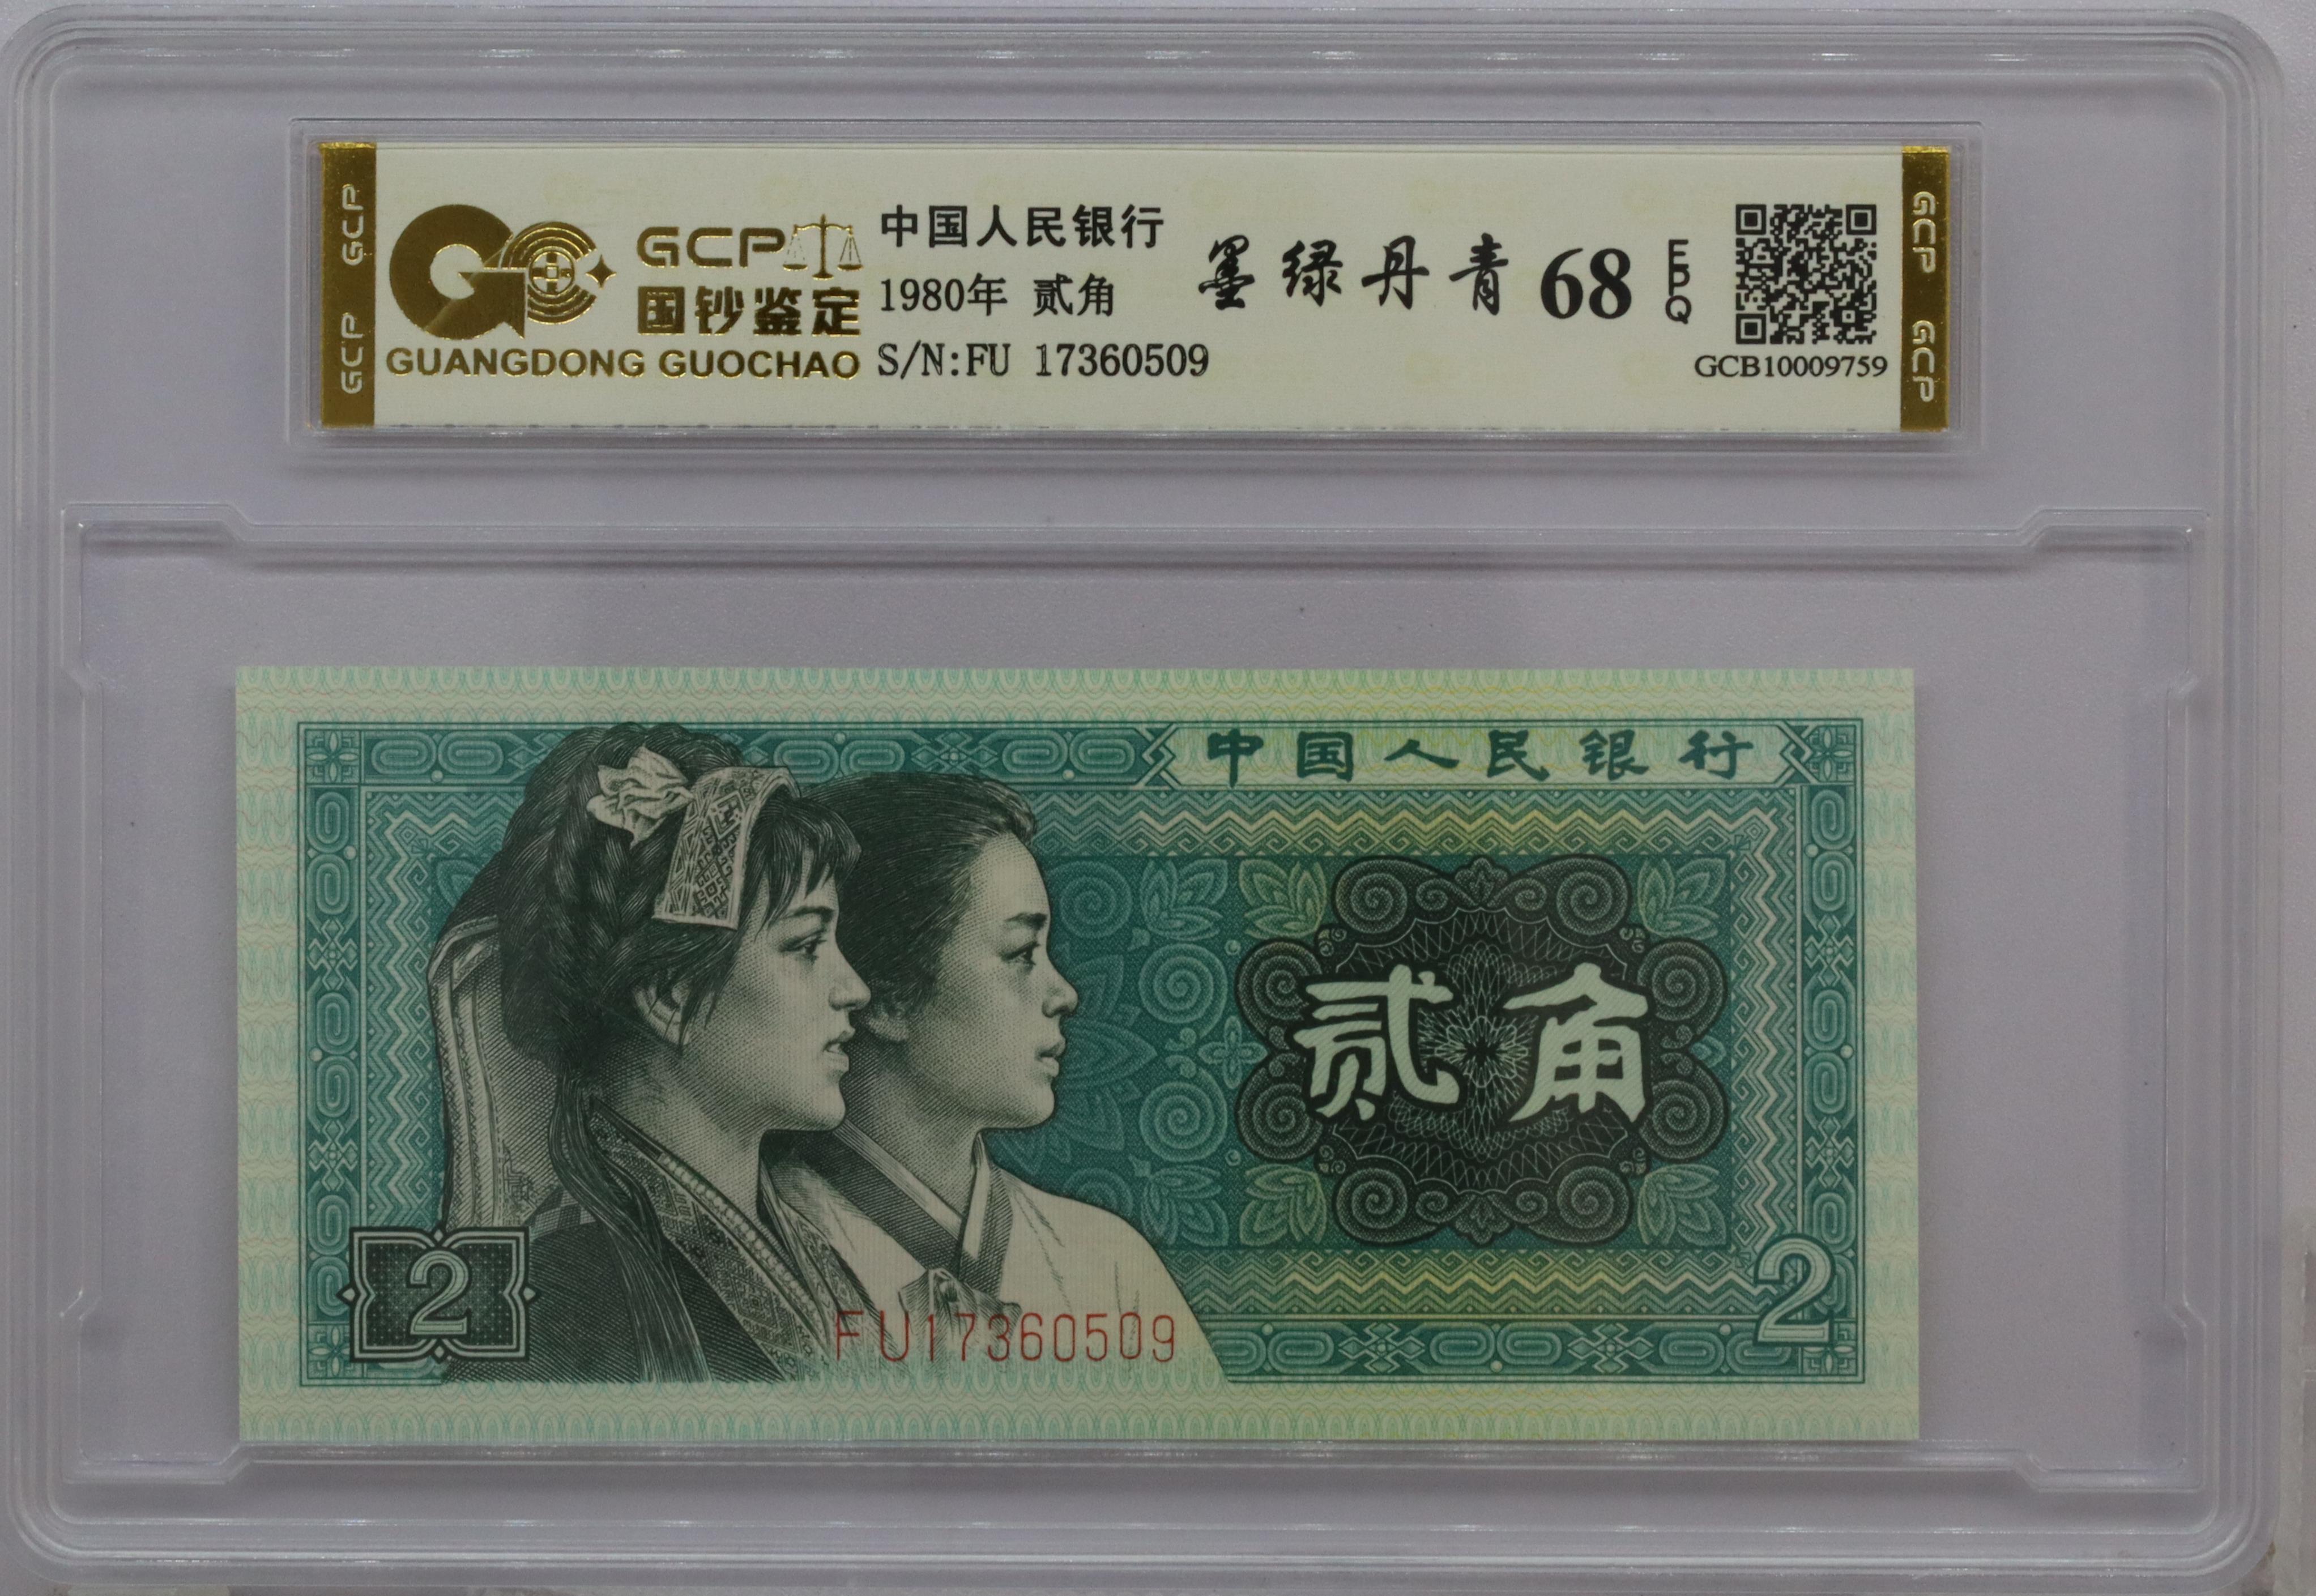 GCP GCP
GCP
国钞鉴定
GUANGDONG GUOCHAO
中国人民银行
1980年 贰角
S/N:FU 17360509
墨绿丹青 68 EPQ
GCB10009759
GCP GCP
中国人民银行
贰角
2
2
FU17360509